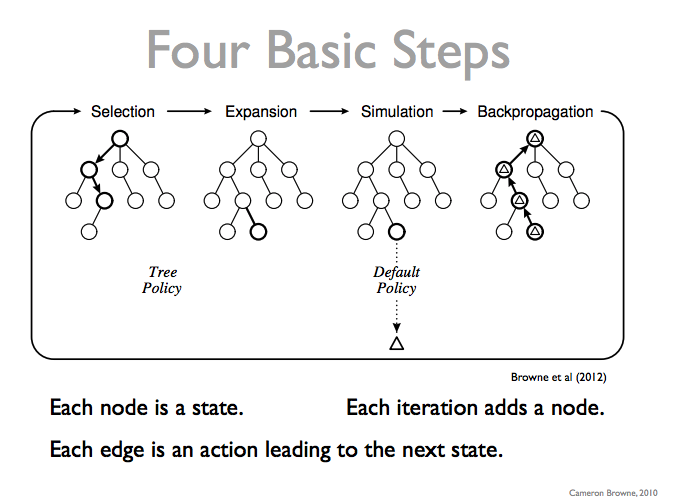 Four Basic Steps
Selection Expansion Simulation Backpropagation
Tree
Policy
Default
Policy
Browne et al (2012)
Each node is a state. Each iteration adds a node.
Each edge is an action leading to the next state.
Cameron Browne, 2010